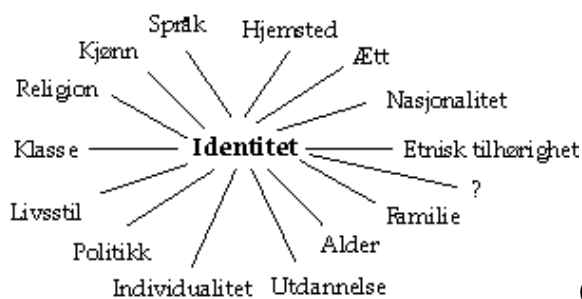 Språk
Hjemsted
Kjønn
Ætt
Religion
Nasjonalitet
Klasse
Identitet
Etnisk tilhørighet
?
Livsstil
Familie
Politikk
Alder
Individualitet
Utdannelse